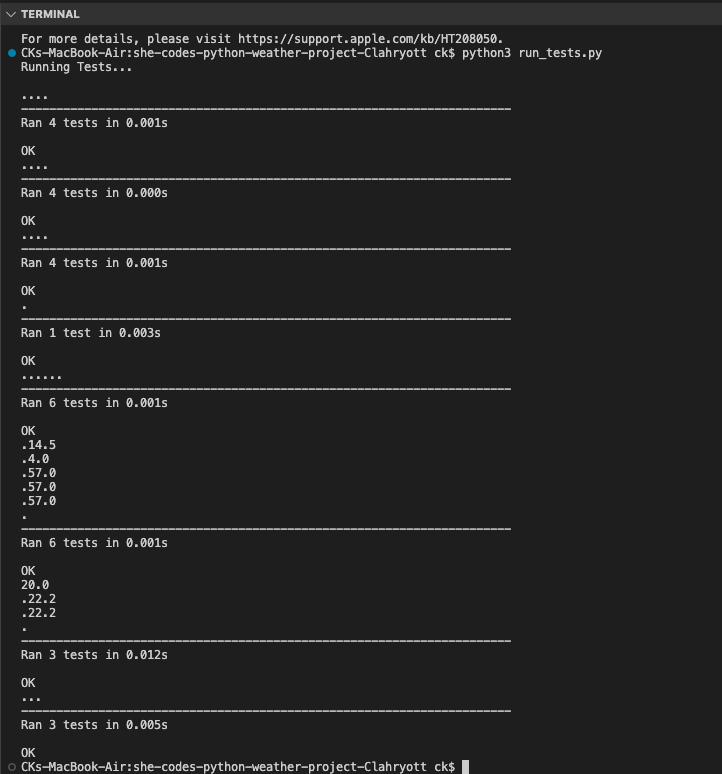 TERMINAL
For more details, please visit https://support.apple.com/kb/HT208050.
CKs-MacBook-Air:she-codes-python-weather-project-Clahryott ck$ python3 run_tests.py
Running Tests...
....
----------------------------------------------------------------------
Ran 4 tests in 0.001s
OK
....
----------------------------------------------------------------------
Ran 4 tests in 0.000s
OK
....
----------------------------------------------------------------------
Ran 4 tests in 0.001s
OK
.
----------------------------------------------------------------------
Ran 1 test in 0.003s
OK
......
----------------------------------------------------------------------
Ran 6 tests in 0.001s
OK
.14.5
.4.0
.57.0
.57.0
.57.0
.
----------------------------------------------------------------------
Ran 6 tests in 0.001s
OK
20.0
.22.2
.22.2
.
----------------------------------------------------------------------
Ran 3 tests in 0.012s
OK
...
----------------------------------------------------------------------
Ran 3 tests in 0.005s
OK
CKs-MacBook-Air:she-codes-python-weather-project-Clahryott ck$